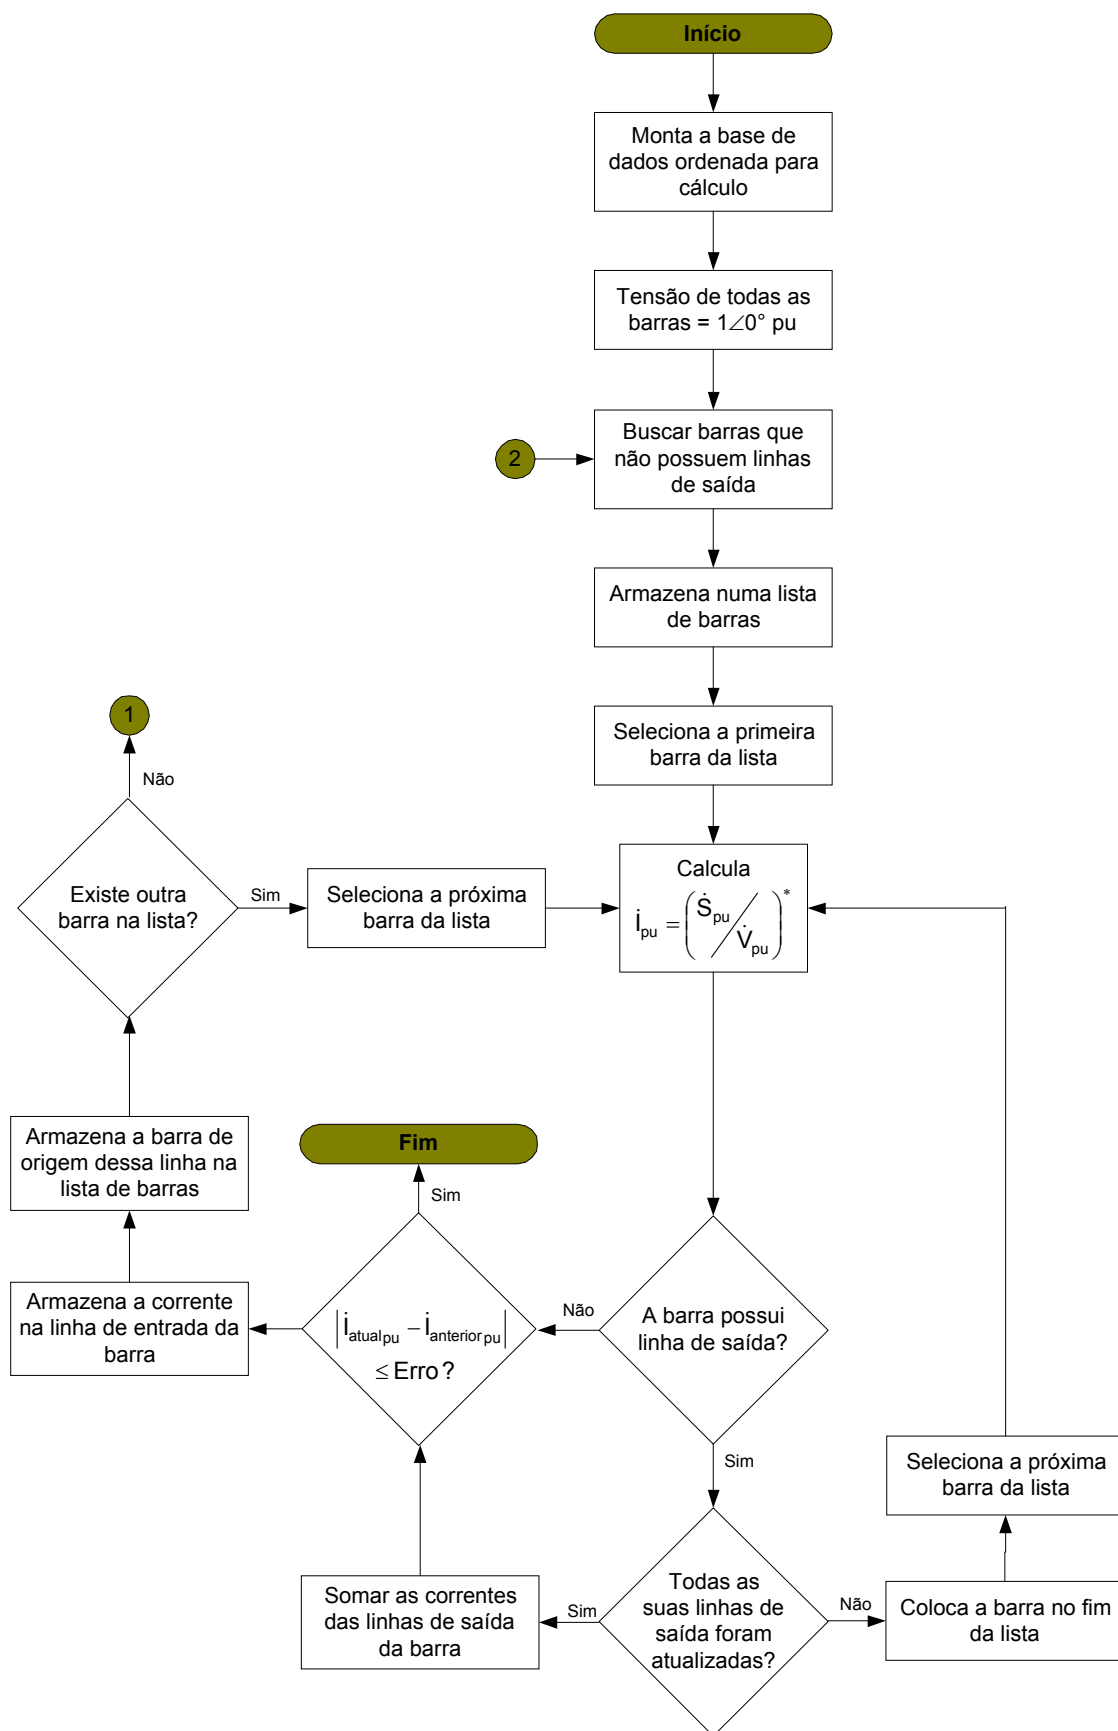 Início
Monta a base de
dados ordenada para
cálculo
Tensão de todas as
barras = 1∠0° pu
2
Buscar barras que
não possuem linhas
de saída
Armazena numa lista
de barras
Seleciona a primeira
barra da lista
1
Não
Existe outra
barra na lista?
Sim
Seleciona a próxima
barra da lista
Calcula
İpu = (Ṡpu / V̇pu)*
Armazena a barra de
origem dessa linha na
lista de barras
Fim
Sim
Armazena a corrente
na linha de entrada da
barra
|İatualpu − İanteriorpu|
≤ Erro ?
Não
A barra possui
linha de saída?
Sim
Seleciona a próxima
barra da lista
Somar as correntes
das linhas de saída
da barra
Sim
Todas as
suas linhas de
saída foram
atualizadas?
Não
Coloca a barra no fim
da lista